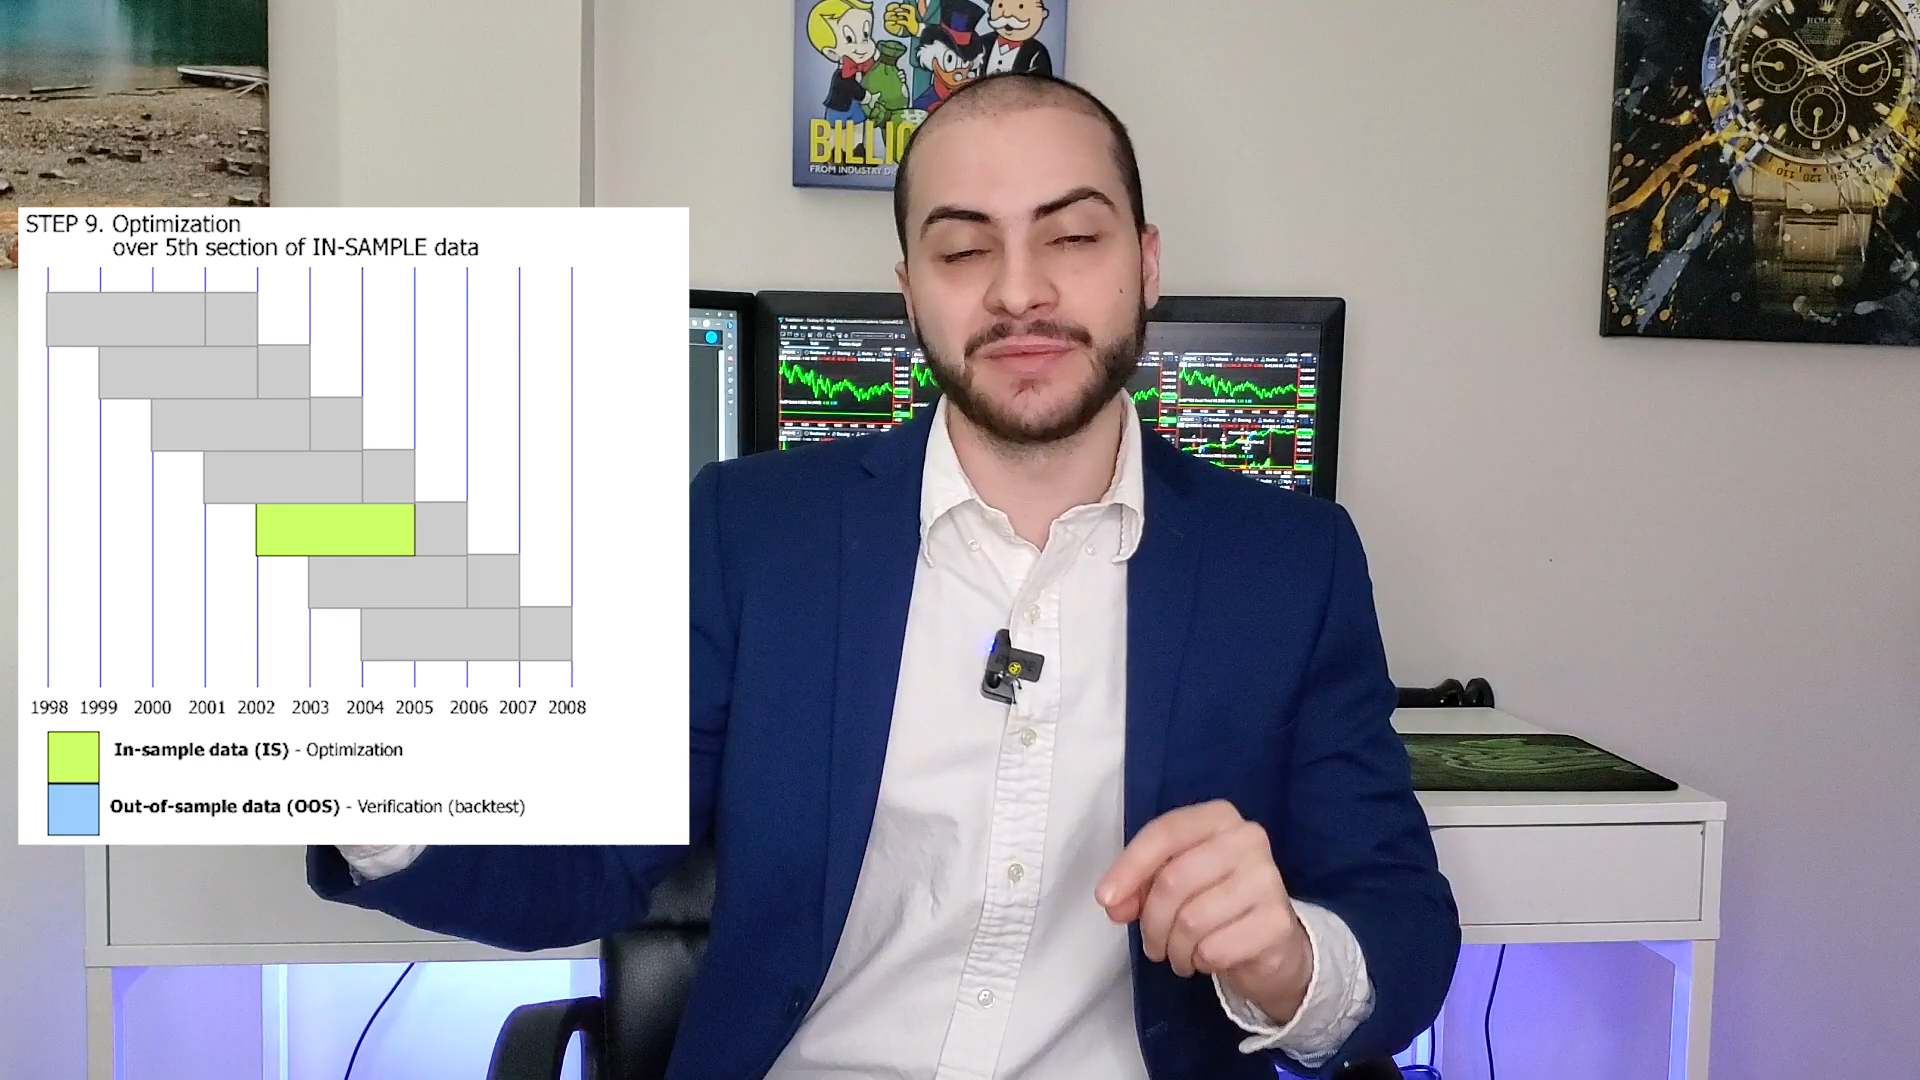 BILLIO
FROM INDUSTRY DI
ROLEX
STEP 9. Optimization
over 5th section of IN-SAMPLE data
1998 1999 2000 2001 2002 2003 2004 2005 2006 2007 2008
In-sample data (IS) - Optimization
Out-of-sample data (OOS) - Verification (backtest)